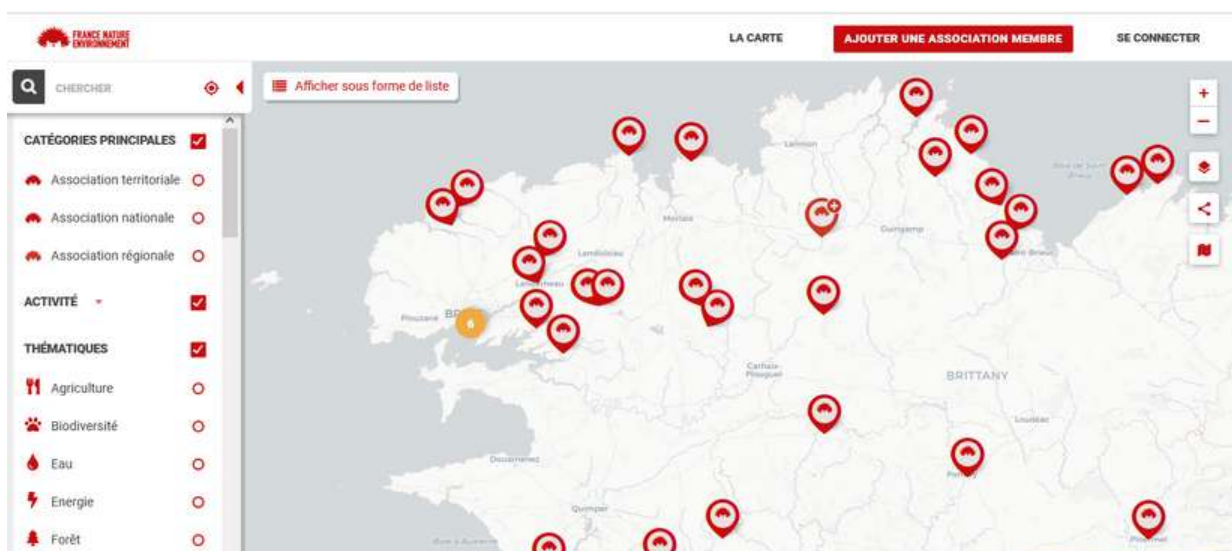 FRANCE NATURE
ENVIRONNEMENT
LA CARTE
AJOUTER UNE ASSOCIATION MEMBRE
SE CONNECTER
CHERCHER
Afficher sous forme de liste
CATÉGORIES PRINCIPALES
Association territoriale
Association nationale
Association régionale
ACTIVITÉ
THÉMATIQUES
Agriculture
Biodiversité
Eau
Energie
Forêt
+
−
Lannion
Morlaix
Guingamp
Landivisiau
Landerneau
Plouzané
6
Carhaix-
Plouguer
BRITTANY
Loudéac
Douarnenez
Quimper